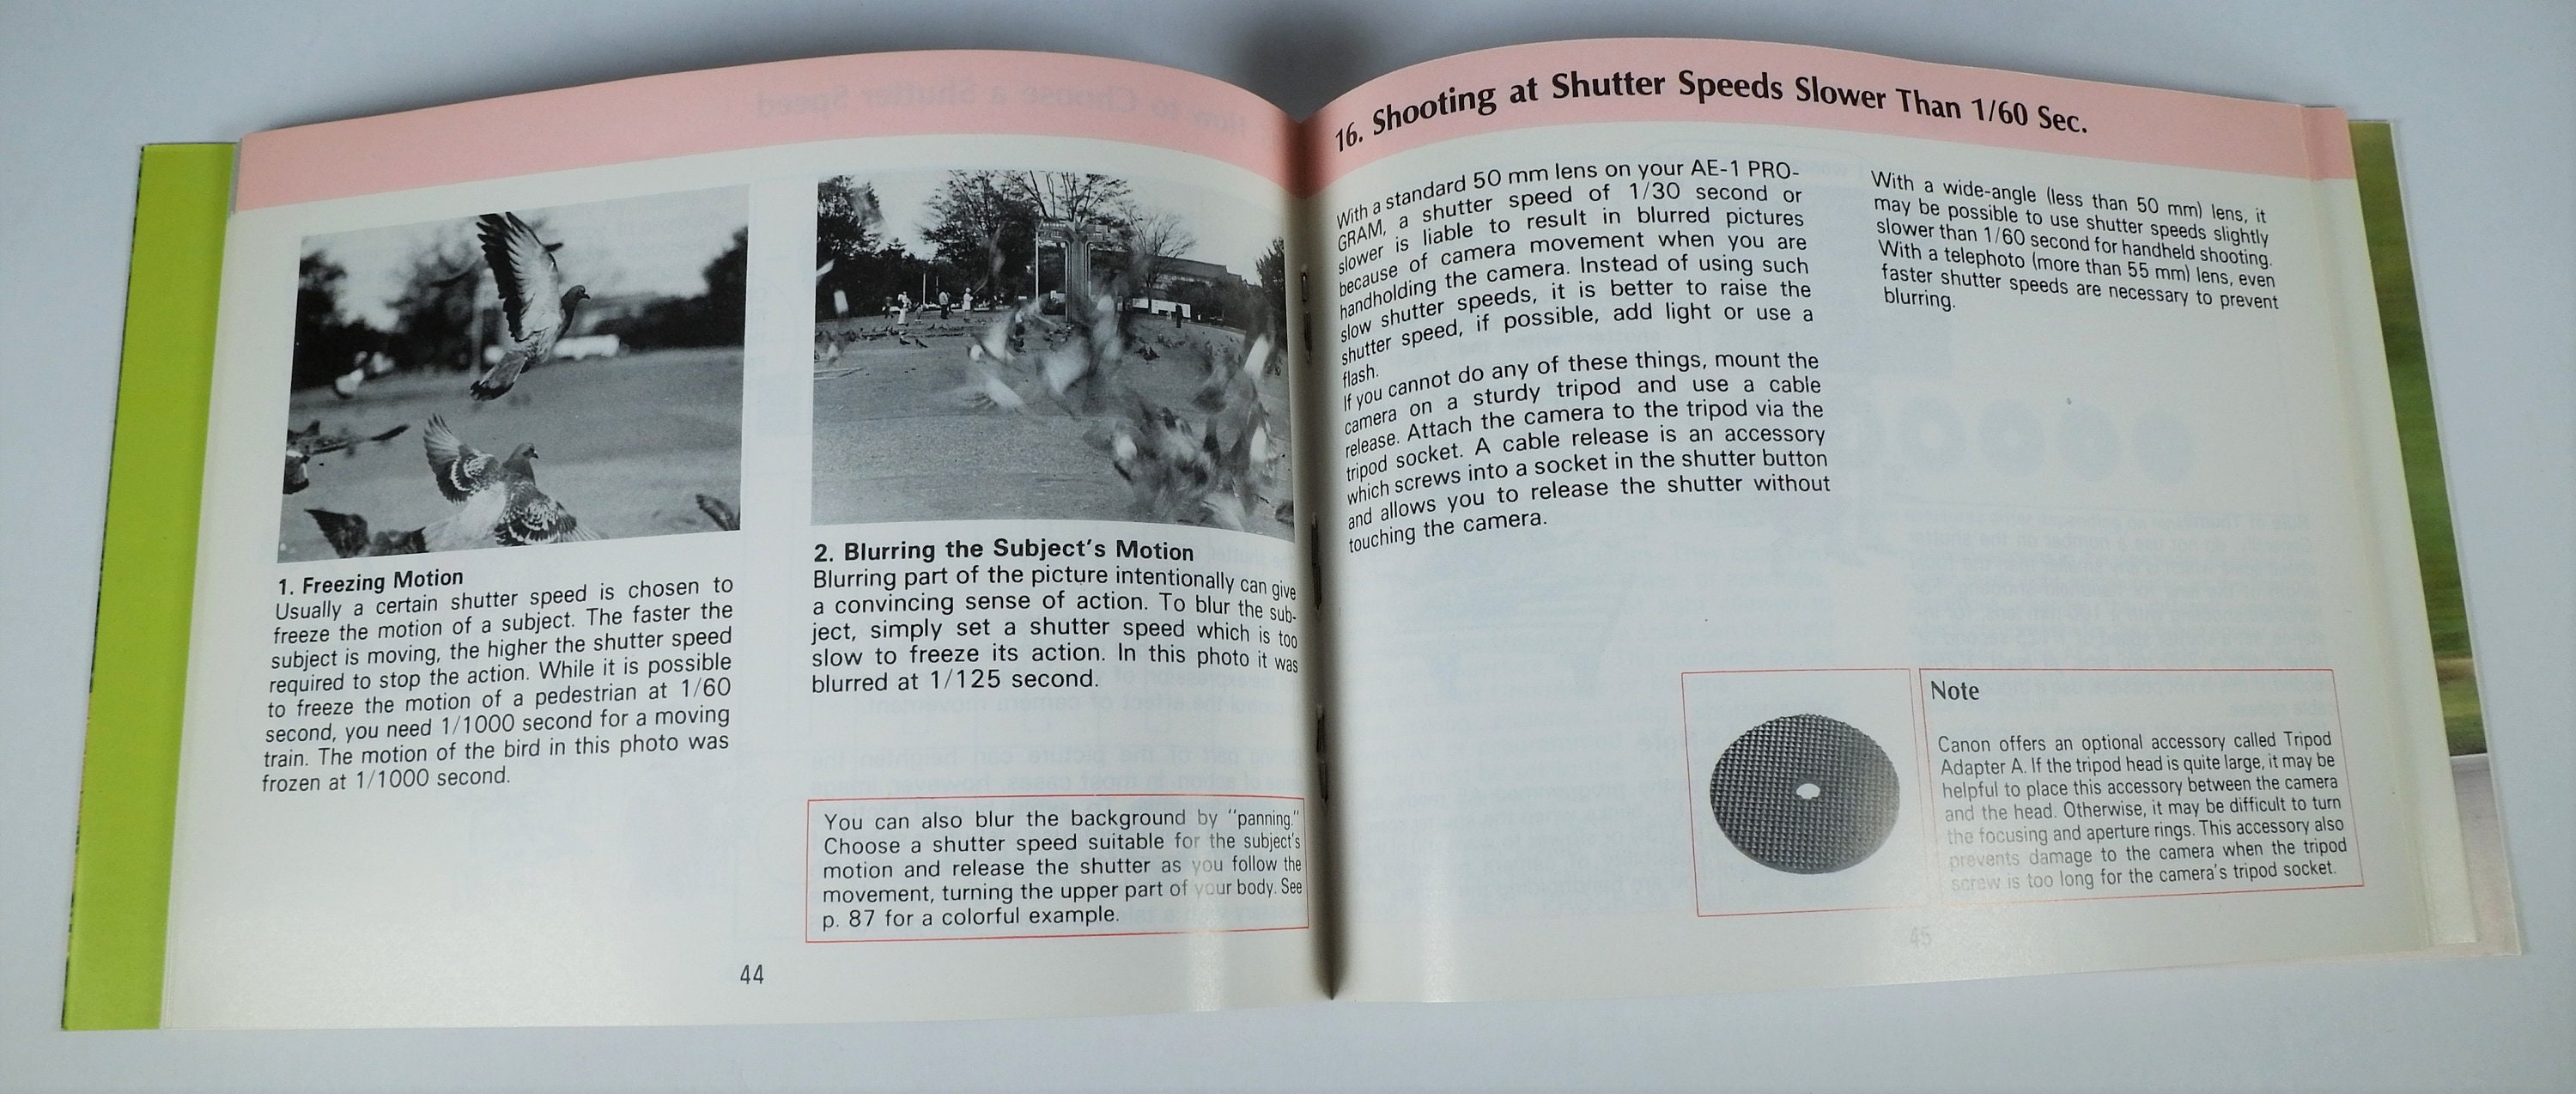 1. Freezing Motion
Usually a certain shutter speed is chosen to
freeze the motion of a subject. The faster the
subject is moving, the higher the shutter speed
required to stop the action. While it is possible
to freeze the motion of a pedestrian at 1/60
second, you need 1/1000 second for a moving
train. The motion of the bird in this photo was
frozen at 1/1000 second.
2. Blurring the Subject's Motion
Blurring part of the picture intentionally can give
a convincing sense of action. To blur the sub-
ject, simply set a shutter speed which is too
slow to freeze its action. In this photo it was
blurred at 1/125 second.
You can also blur the background by "panning."
Choose a shutter speed suitable for the subject's
motion and release the shutter as you follow the
movement, turning the upper part of your body. See
p. 87 for a colorful example.
44
16. Shooting at Shutter Speeds Slower Than 1/60 Sec.
With a standard 50 mm lens on your AE-1 PRO-
GRAM, a shutter speed of 1/30 second or
slower is liable to result in blurred pictures
because of camera movement when you are
handholding the camera. Instead of using such
slow shutter speeds, it is better to raise the
shutter speed, if possible, add light or use a
flash.
If you cannot do any of these things, mount the
camera on a sturdy tripod and use a cable
release. Attach the camera to the tripod via the
tripod socket. A cable release is an accessory
which screws into a socket in the shutter button
and allows you to release the shutter without
touching the camera.
With a wide-angle (less than 50 mm) lens, it
may be possible to use shutter speeds slightly
slower than 1/60 second for handheld shooting.
With a telephoto (more than 55 mm) lens, even
faster shutter speeds are necessary to prevent
blurring.
Note
Canon offers an optional accessory called Tripod
Adapter A. If the tripod head is quite large, it may be
helpful to place this accessory between the camera
and the head. Otherwise, it may be difficult to turn
the focusing and aperture rings. This accessory also
prevents damage to the camera when the tripod
screw is too long for the camera's tripod socket.
45